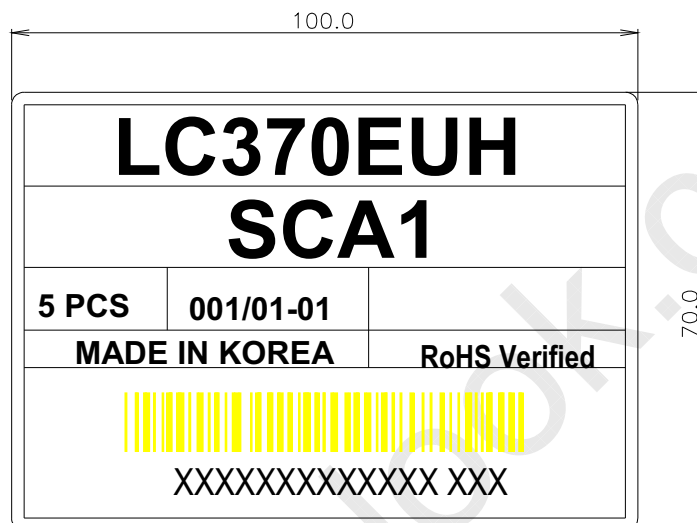 100.0
LC370EUH
SCA1
5 PCS 001/01-01
MADE IN KOREA RoHS Verified
XXXXXXXXXXXXX XXX
70.0